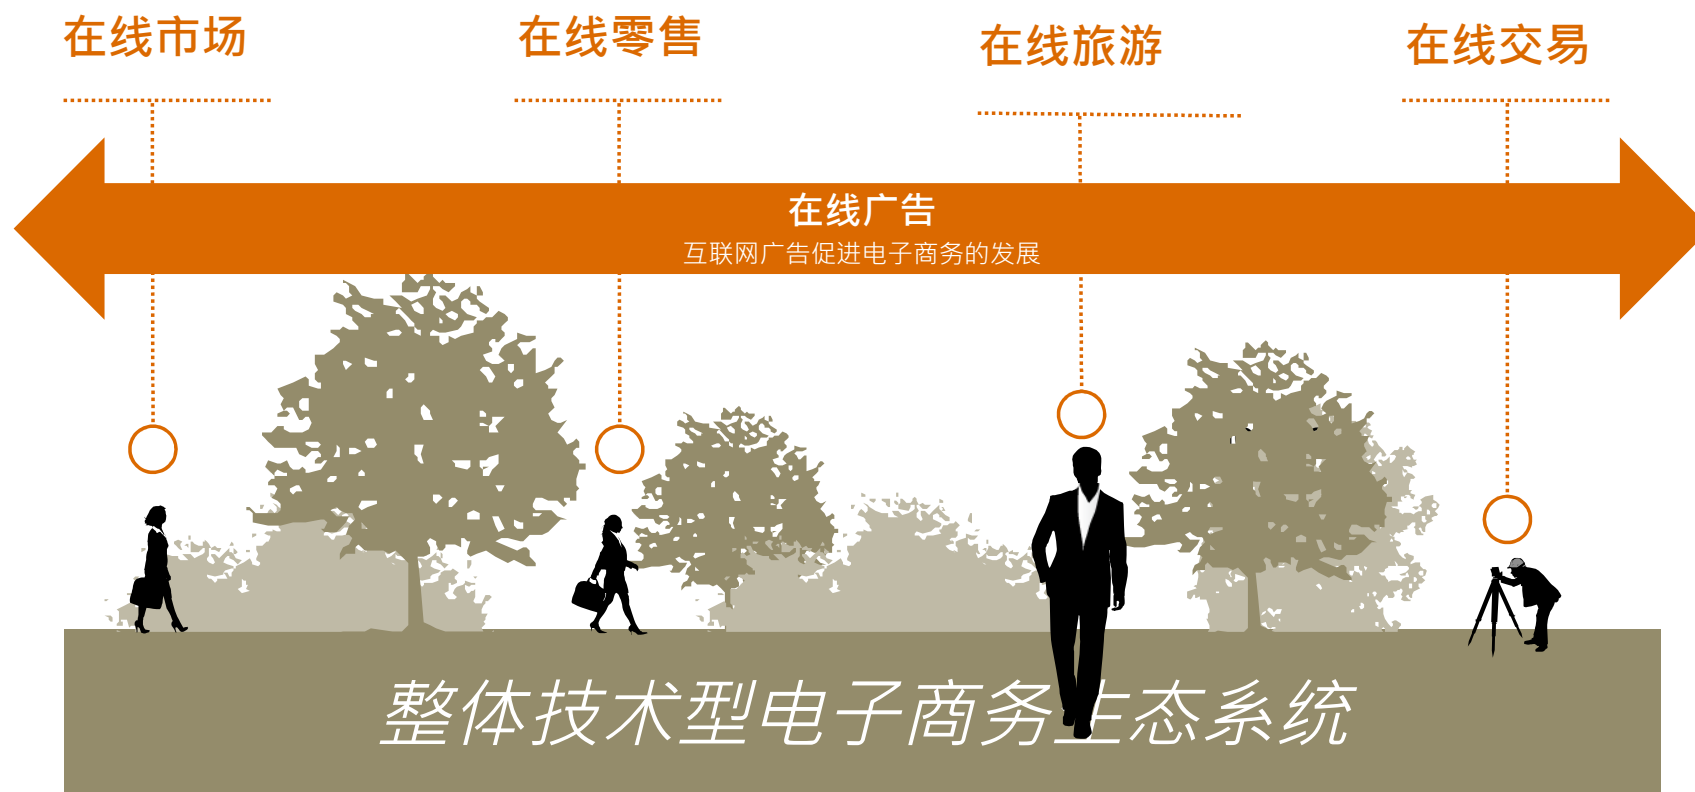 在线市场
在线零售
在线旅游
在线交易
在线广告
互联网广告促进电子商务的发展
整体技术型电子商务生态系统